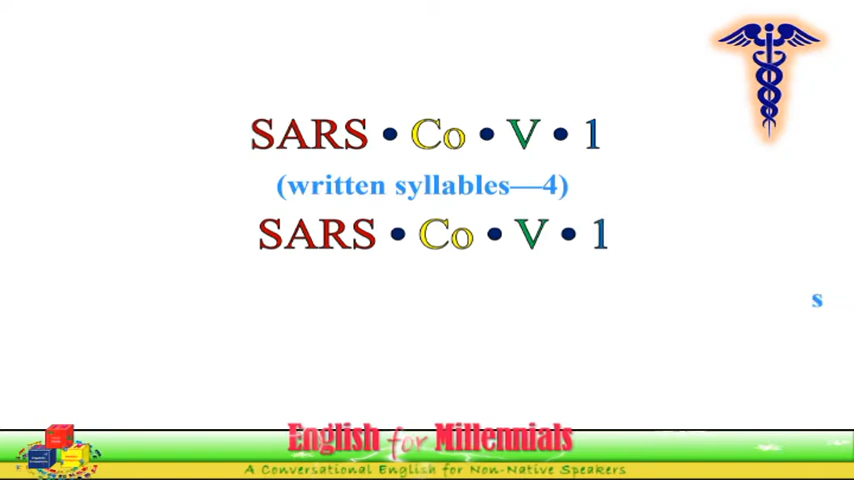 SARS • Co • V • 1
(written syllables—4)
SARS • Co • V • 1
s
English for Millennials
A Conversational English for Non-Native Speakers